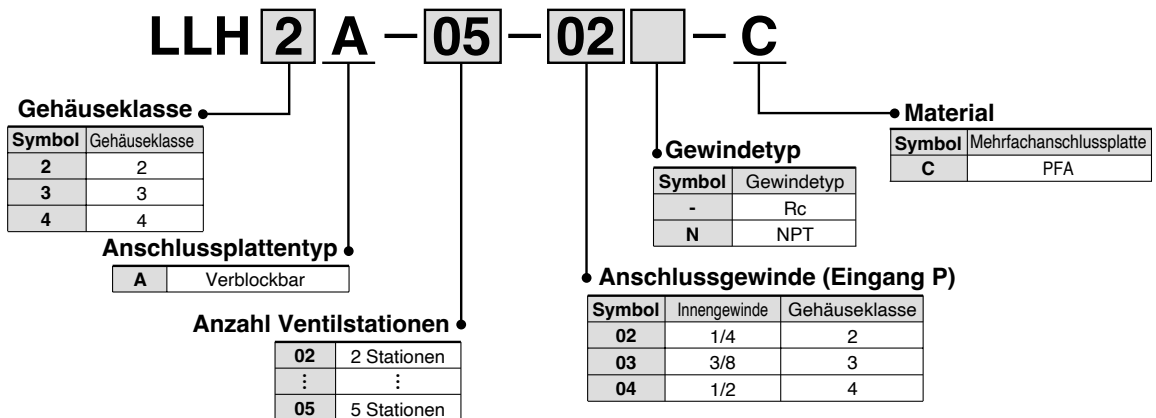 LLH 2 A — 05 — 02 — C
Gehäuseklasse
Symbol Gehäuseklasse
2 2
3 3
4 4
Anschlussplattentyp
A Verblockbar
Anzahl Ventilstationen
02 2 Stationen
⋮ ⋮
05 5 Stationen
Material
Symbol Mehrfachanschlussplatte
C PFA
Gewindetyp
Symbol Gewindetyp
- Rc
N NPT
Anschlussgewinde (Eingang P)
Symbol Innengewinde Gehäuseklasse
02 1/4 2
03 3/8 3
04 1/2 4